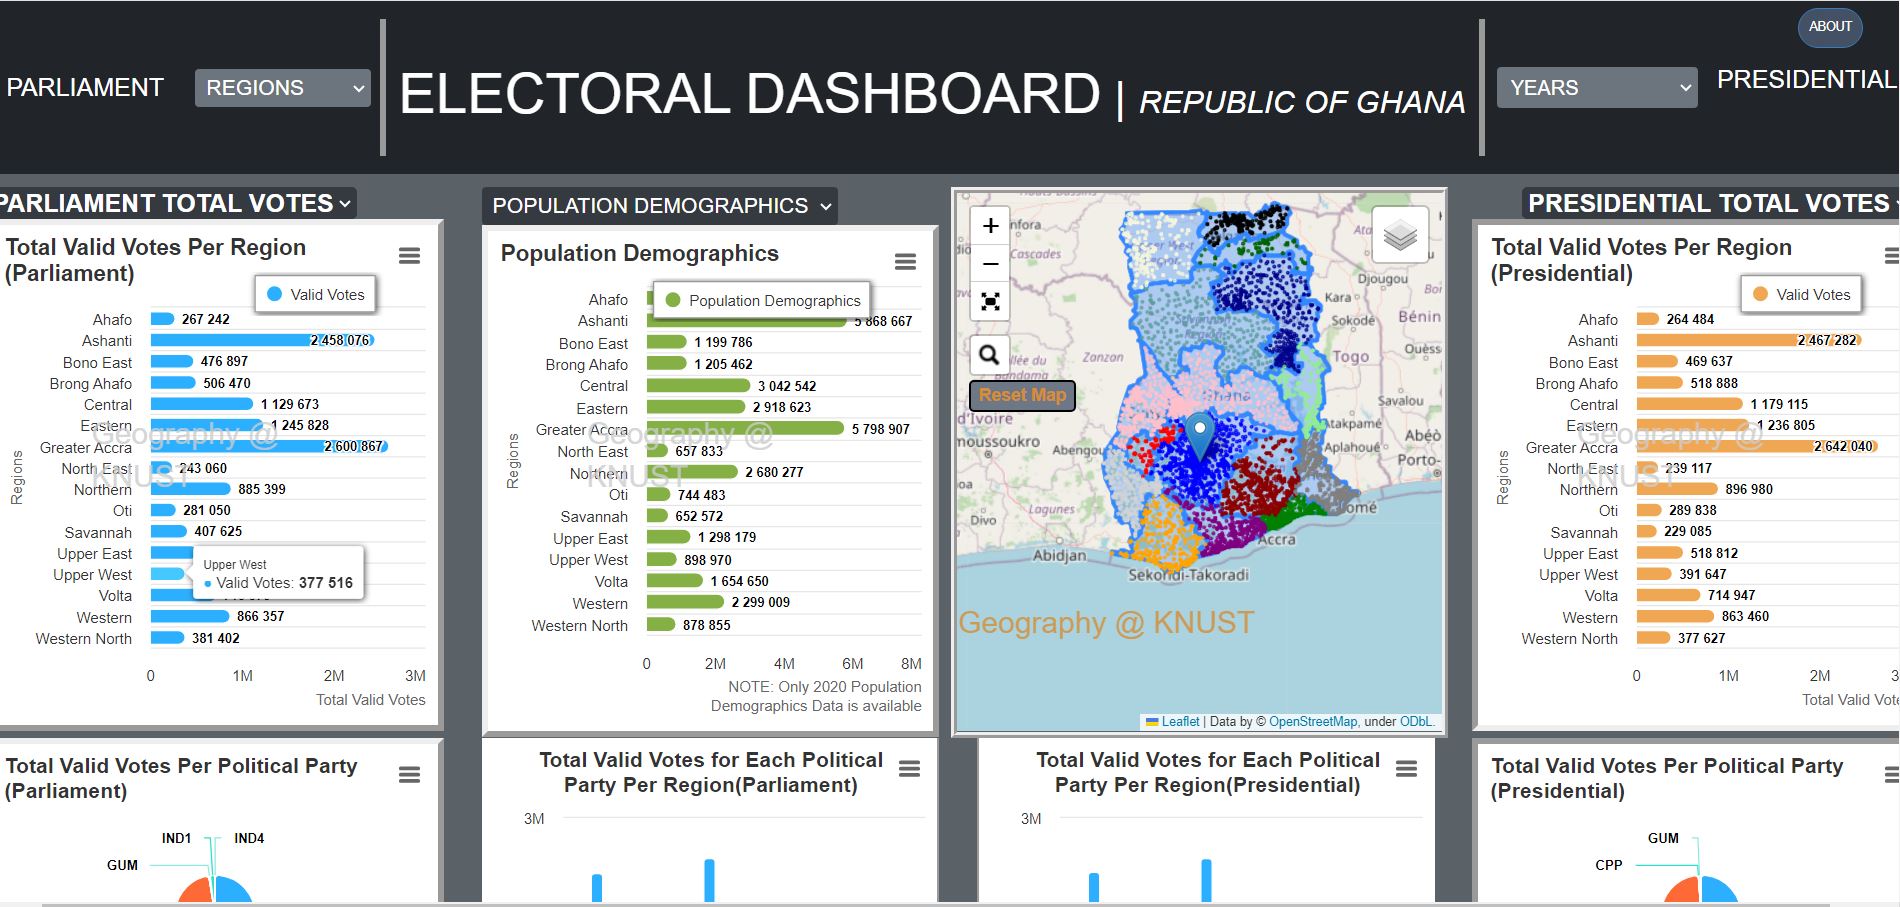 ABOUT
PARLIAMENT
REGIONS
ELECTORAL DASHBOARD | REPUBLIC OF GHANA
YEARS
PRESIDENTIAL
PARLIAMENT TOTAL VOTES
Total Valid Votes Per Region
(Parliament)
Valid Votes
Ahafo 267 242
Ashanti 2 458 076
Bono East 476 897
Brong Ahafo 506 470
Central 1 129 673
Eastern 1 245 828
Greater Accra 2 600 867
North East 243 060
Northern 885 399
Oti 281 050
Savannah 407 625
Upper East
Upper West
Volta
Western 866 357
Western North 381 402
Upper West
Valid Votes: 377 516
Geography @
KNUST
Regions
0 1M 2M 3M
Total Valid Votes
POPULATION DEMOGRAPHICS
Population Demographics
Population Demographics
Ahafo
Ashanti 5 868 667
Bono East 1 199 786
Brong Ahafo 1 205 462
Central 3 042 542
Eastern 2 918 623
Greater Accra 5 798 907
North East 657 833
Northern 2 680 277
Oti 744 483
Savannah 652 572
Upper East 1 298 179
Upper West 898 970
Volta 1 654 650
Western 2 299 009
Western North 878 855
Geography @
KNUST
Regions
0 2M 4M 6M 8M
NOTE: Only 2020 Population
Demographics Data is available
+
−
Reset Map
Cascades
Zanzan
Lagunes
Divo
Abidjan
Abengou
moussoukro
d'Ivoire
Djougou
Kara
Sokodé
Bénin
Togo
Savalou
Atakpamé
Aplahoué
Abéo
Porto-
Lomé
Accra
Sekondi-Takoradi
Geography @ KNUST
Leaflet | Data by © OpenStreetMap, under ODbL.
PRESIDENTIAL TOTAL VOTES
Total Valid Votes Per Region
(Presidential)
Valid Votes
Ahafo 264 484
Ashanti 2 467 282
Bono East 469 637
Brong Ahafo 518 888
Central 1 179 115
Eastern 1 236 805
Greater Accra 2 642 040
North East 239 117
Northern 896 980
Oti 289 838
Savannah 229 085
Upper East 518 812
Upper West 391 647
Volta 714 947
Western 863 460
Western North 377 627
Geography @
KNUST
Regions
0 1M 2M 3
Total Valid Vote
Total Valid Votes Per Political Party
(Parliament)
IND1 IND4
GUM
Total Valid Votes for Each Political
Party Per Region(Parliament)
3M
Total Valid Votes for Each Political
Party Per Region(Presidential)
3M
Total Valid Votes Per Political Party
(Presidential)
GUM
CPP